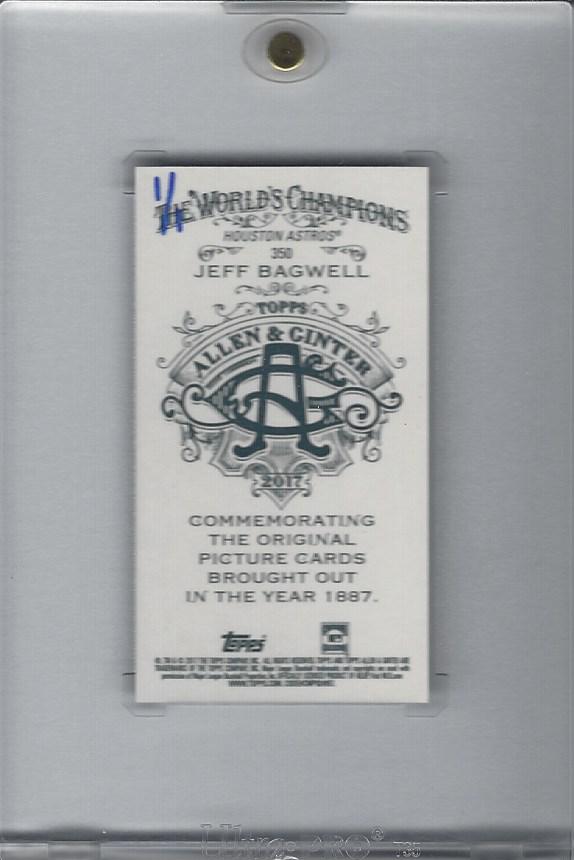 1/1
THE WORLD'S CHAMPIONS
HOUSTON ASTROS®
350
JEFF BAGWELL
TOPPS
ALLEN & GINTER
AG
2017
COMMEMORATING
THE ORIGINAL
PICTURE CARDS
BROUGHT OUT
IN THE YEAR 1887.
Topps
Ultra PRO®